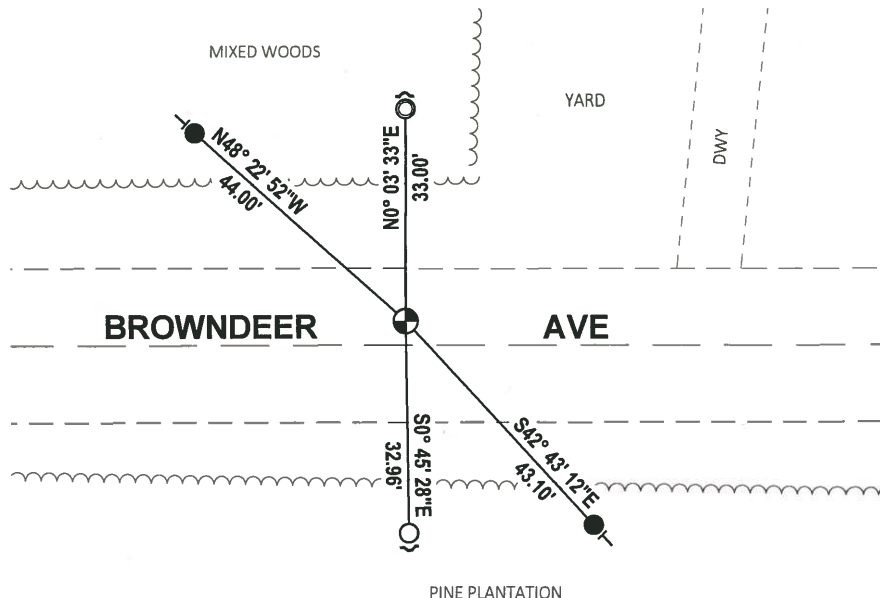 MIXED WOODS
YARD
DWY
N48° 22' 52"W
44.00'
N0° 03' 33"E
33.00'
BROWNDEER AVE
S0° 45' 28"E
32.96'
S42° 43' 12"E
43.10'
PINE PLANTATION